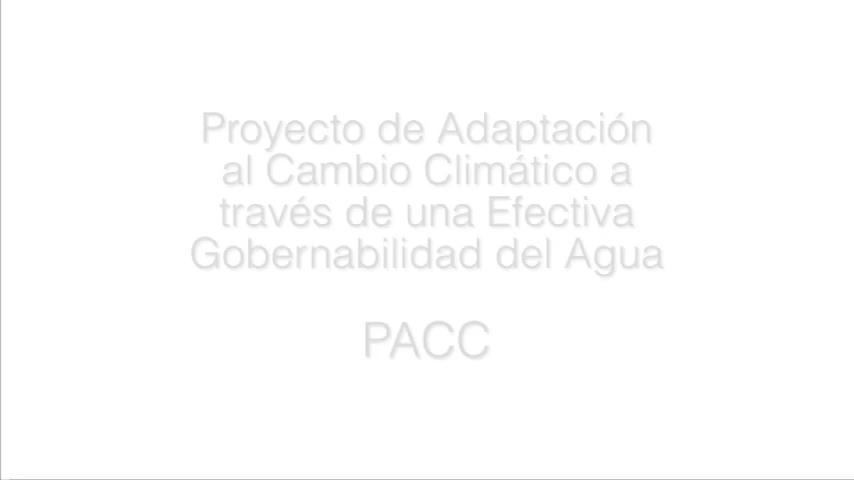 Proyecto de Adaptación
al Cambio Climático a
través de una Efectiva
Gobernabilidad del Agua
PACC